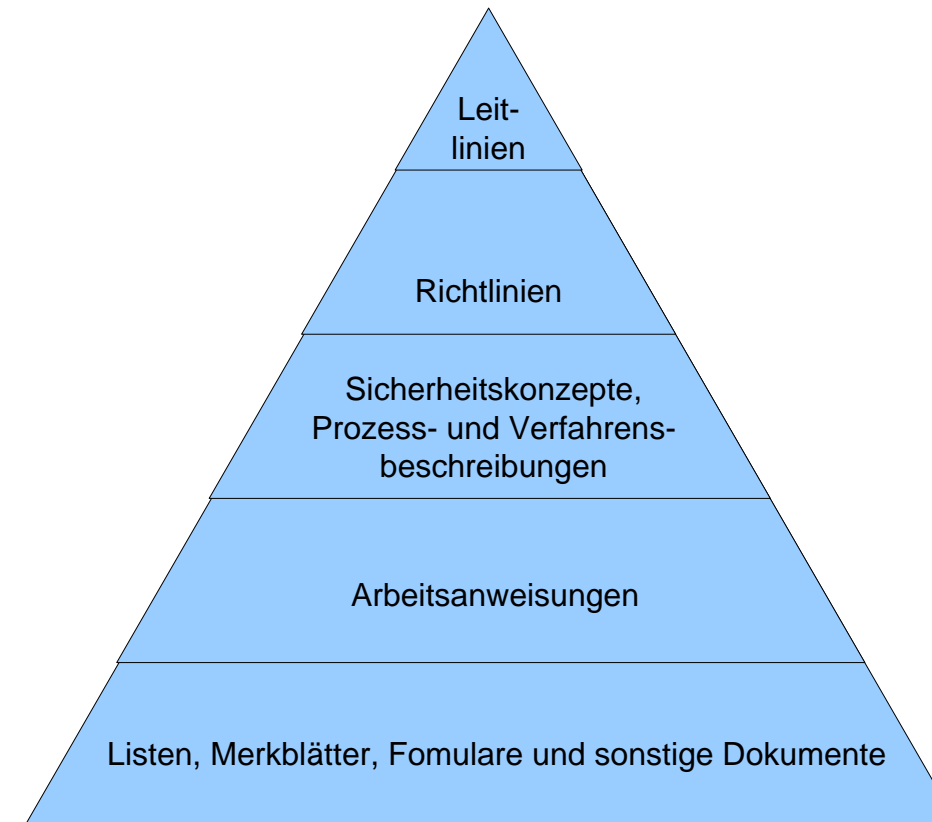 Leit-
linien
Richtlinien
Sicherheitskonzepte,
Prozess- und Verfahrens-
beschreibungen
Arbeitsanweisungen
Listen, Merkblätter, Fomulare und sonstige Dokumente